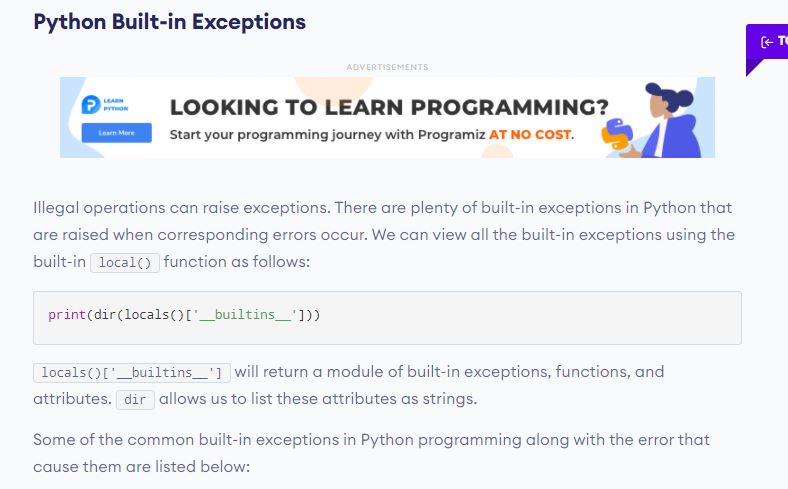 Python Built-in Exceptions
ADVERTISEMENTS
LEARN
PYTHON
Learn More
LOOKING TO LEARN PROGRAMMING?
Start your programming journey with Programiz AT NO COST.
Illegal operations can raise exceptions. There are plenty of built-in exceptions in Python that
are raised when corresponding errors occur. We can view all the built-in exceptions using the
built-in local() function as follows:
print(dir(locals()['__builtins__']))
locals()['__builtins__'] will return a module of built-in exceptions, functions, and
attributes. dir allows us to list these attributes as strings.
Some of the common built-in exceptions in Python programming along with the error that
cause them are listed below: